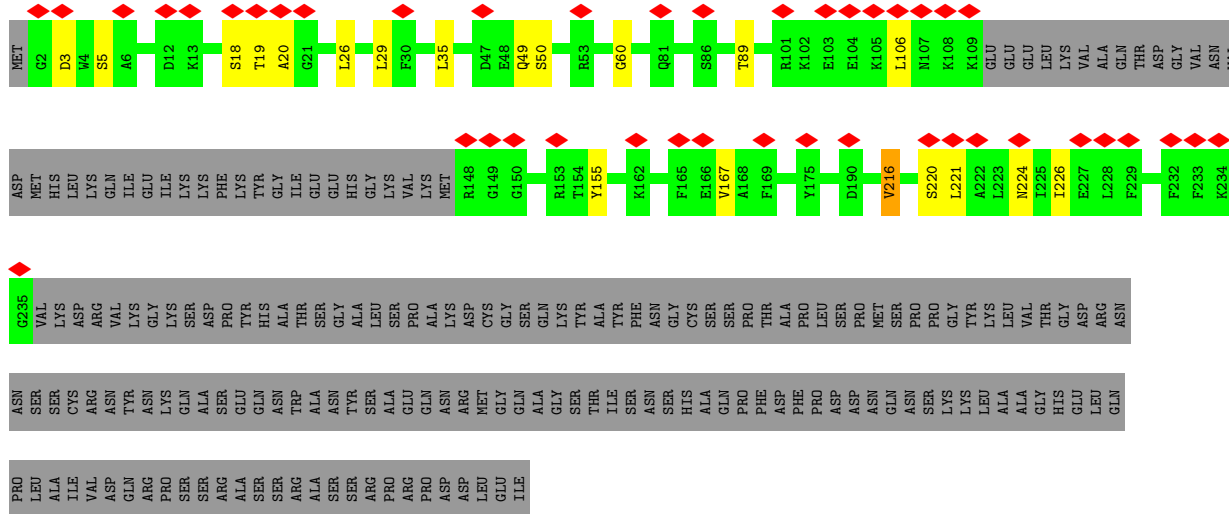 MET G2 D3 W4 S5 A6 D12 K13 S18 T19 A20 G21 L26 L29 F30 L35 D47 E48 Q49 S50 R53 G60 Q81 S86 T89 R101 K102 E103 E104 K105 L106 N107 K108 K109 GLU GLU GLU LEU LYS VAL ALA GLN THR ASP GLY VAL ASN
ASP MET HIS LEU LYS GLN ILE GLU ILE LYS LYS PHE LYS TYR GLY ILE GLU GLU HIS GLY LYS VAL LYS MET R148 G149 G150 R153 T154 Y155 K162 F165 E166 V167 A168 F169 Y175 D190 V216 S220 L221 A222 L223 N224 I225 I226 E227 L228 F229 F232 F233 K234
G235 VAL LYS ASP ARG VAL LYS GLY LYS SER ASP PRO TYR HIS ALA THR SER GLY ALA LEU SER PRO ALA LYS ASP CYS GLY SER GLN LYS TYR ALA TYR PHE ASN GLY CYS SER SER PRO THR ALA PRO LEU SER PRO MET SER PRO PRO GLY TYR LYS LEU VAL THR GLY ASP ARG ASN
ASN SER SER CYS ARG ASN TYR ASN LYS GLN ALA SER GLU GLN ASN TRP ALA ASN TYR SER ALA GLU GLN ASN ARG MET GLY GLN ALA GLY SER THR ILE SER ASN SER HIS ALA GLN PRO PHE ASP PHE PRO ASP ASP ASN GLN ASN SER LYS LYS LEU ALA ALA GLY HIS GLU LEU GLN
PRO LEU ALA ILE VAL ASP GLN ARG PRO SER SER ARG ALA SER SER ARG ALA SER SER ARG PRO ARG PRO ASP ASP LEU GLU ILE